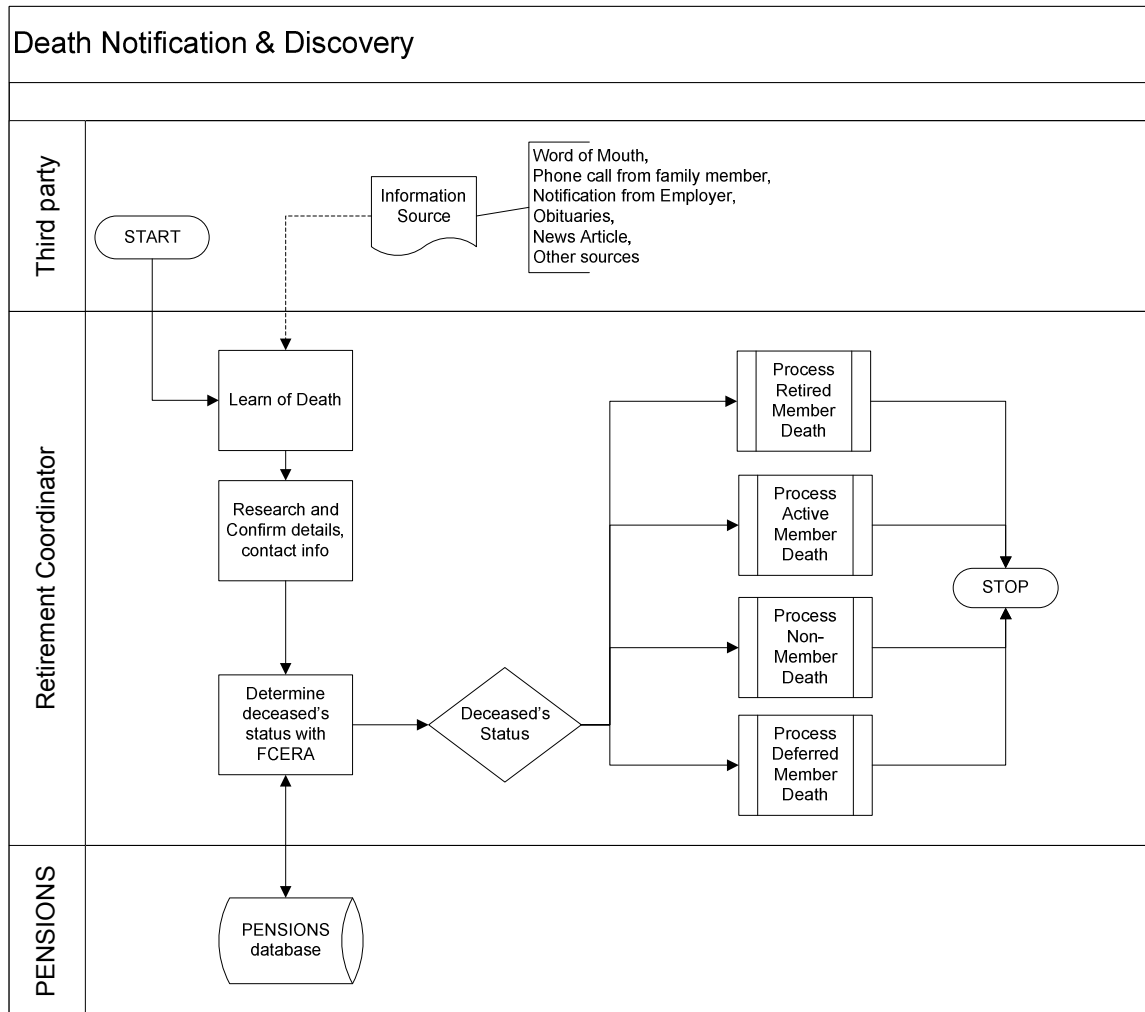 Death Notification & Discovery
Third party
START
Information
Source
Word of Mouth,
Phone call from family member,
Notification from Employer,
Obituaries,
News Article,
Other sources
Retirement Coordinator
Learn of Death
Research and
Confirm details,
contact info
Determine
deceased's
status with
FCERA
Deceased's
Status
Process
Retired
Member
Death
Process
Active
Member
Death
Process
Non-
Member
Death
Process
Deferred
Member
Death
STOP
PENSIONS
PENSIONS
database